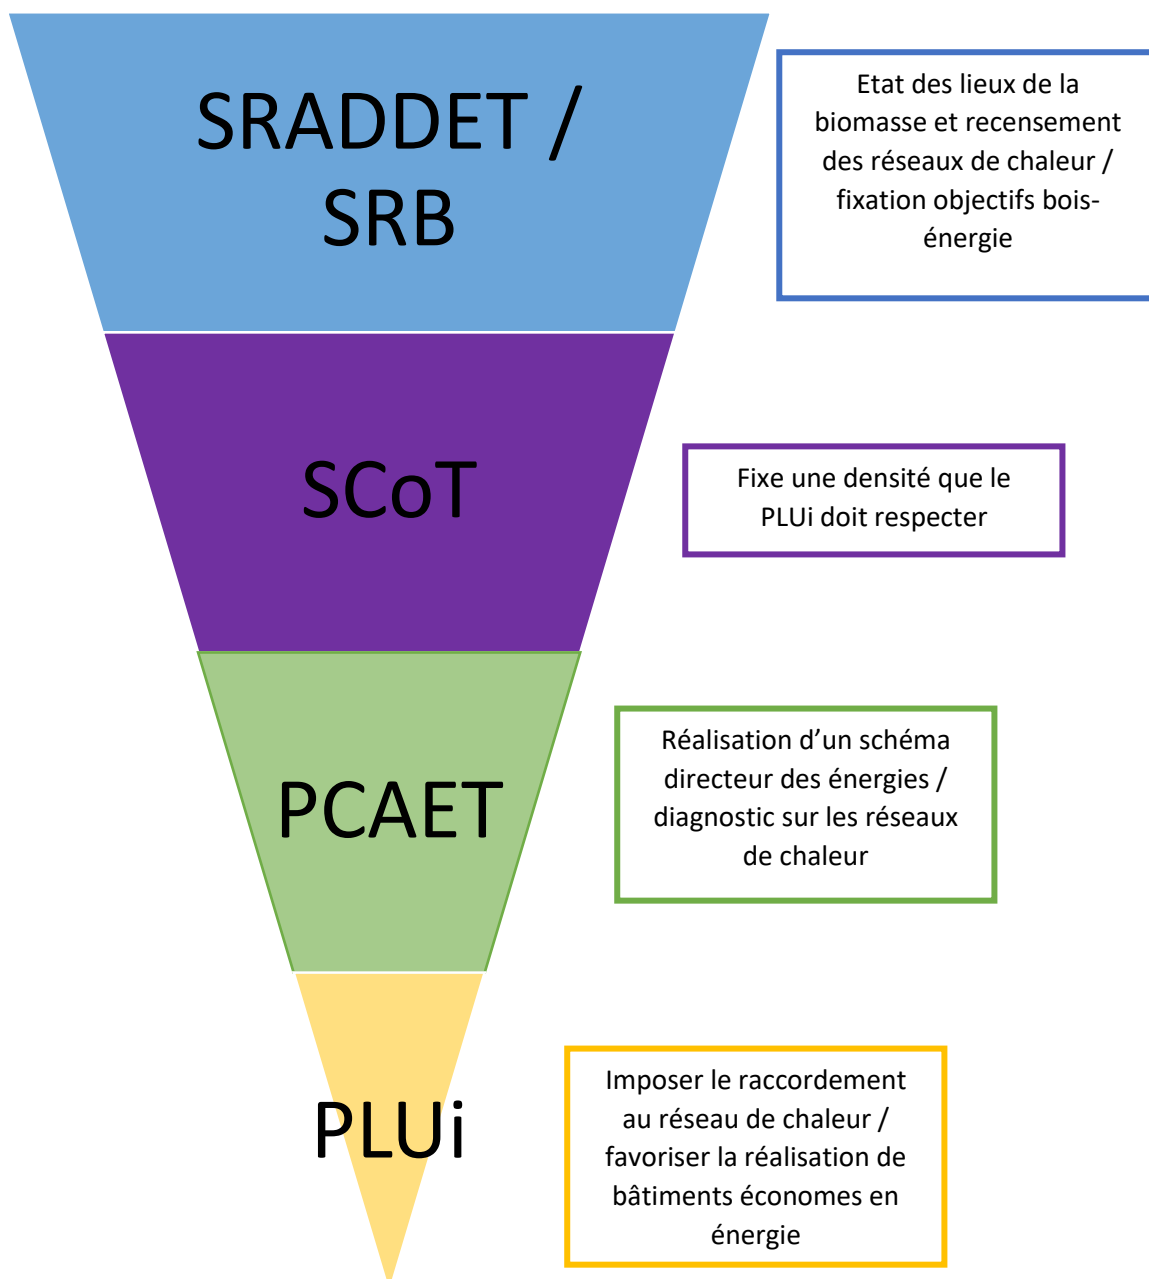 SRADDET /
SRB
Etat des lieux de la
biomasse et recensement
des réseaux de chaleur /
fixation objectifs bois-
énergie
SCoT
Fixe une densité que le
PLUi doit respecter
PCAET
Réalisation d’un schéma
directeur des énergies /
diagnostic sur les réseaux
de chaleur
PLUi
Imposer le raccordement
au réseau de chaleur /
favoriser la réalisation de
bâtiments économes en
énergie